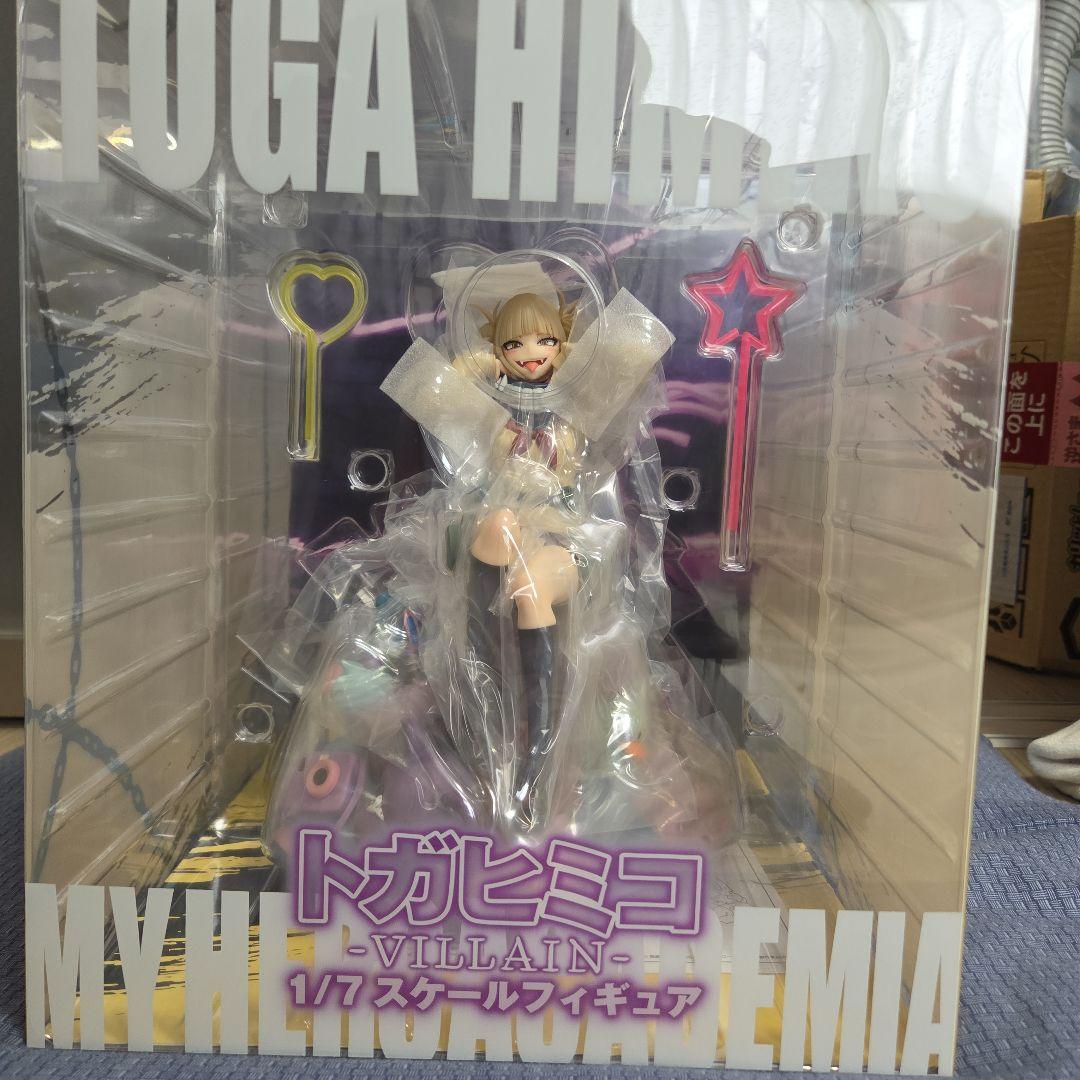 TOGA HIMIKO
トガヒミコ
-VILLAIN-
1/7 スケールフィギュア
MY HERO ACADEMIA
この面を
上に